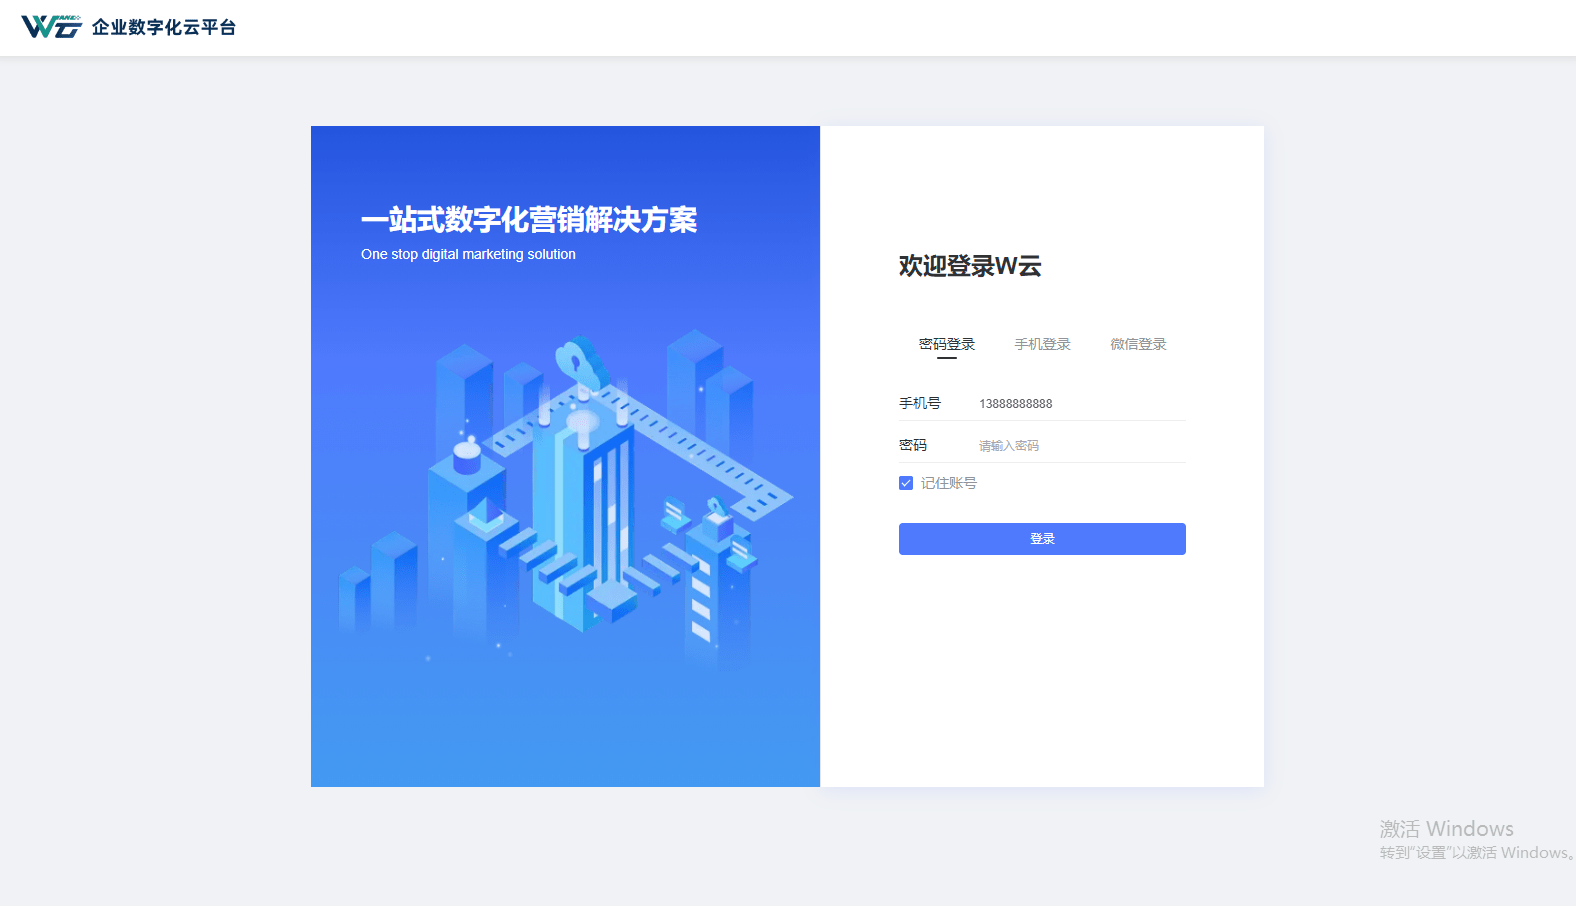 企业数字化云平台
一站式数字化营销解决方案
One stop digital marketing solution
欢迎登录W云
密码登录 手机登录 微信登录
手机号 13888888888
密码 请输入密码
记住账号
登录
激活 Windows
转到"设置"以激活 Windows。